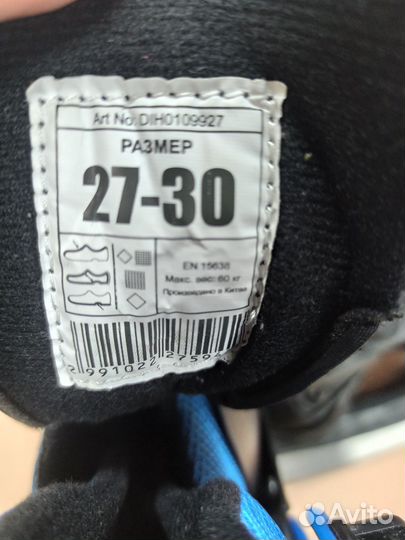 Art No: DIH0109927
РАЗМЕР
27-30
EN 15638
Макс. вес: 60 кг
Произведено в Китае
Avito